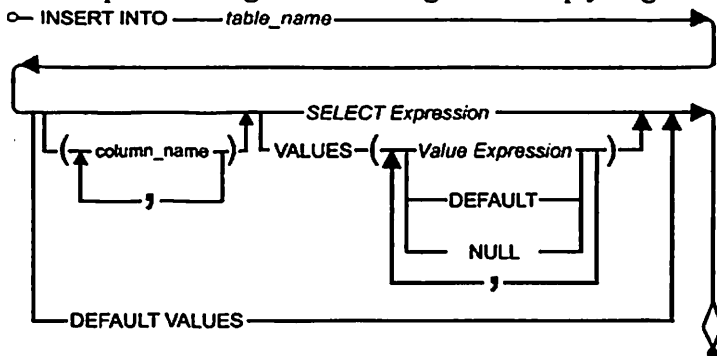 INSERT INTO table_name
SELECT Expression
( column_name ) VALUES ( Value Expression )
,
DEFAULT
NULL
,
DEFAULT VALUES